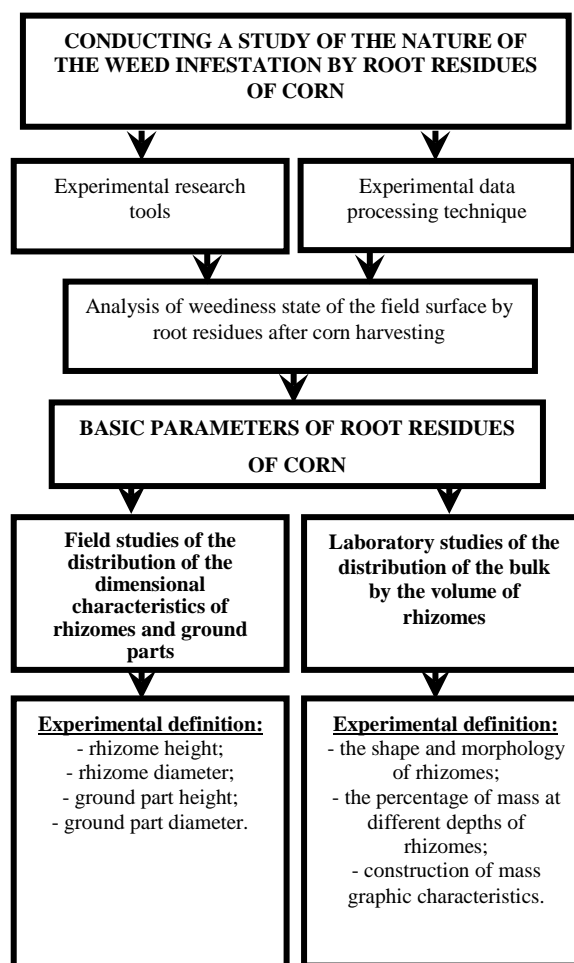 CONDUCTING A STUDY OF THE NATURE OF
THE WEED INFESTATION BY ROOT RESIDUES
OF CORN
Experimental research
tools
Experimental data
processing technique
Analysis of weediness state of the field surface by
root residues after corn harvesting
BASIC PARAMETERS OF ROOT RESIDUES
OF CORN
Field studies of the
distribution of the
dimensional
characteristics of
rhizomes and ground
parts
Laboratory studies of the
distribution of the bulk
by the volume of
rhizomes
Experimental definition:
- rhizome height;
- rhizome diameter;
- ground part height;
- ground part diameter.
Experimental definition:
- the shape and morphology
of rhizomes;
- the percentage of mass at
different depths of
rhizomes;
- construction of mass
graphic characteristics.